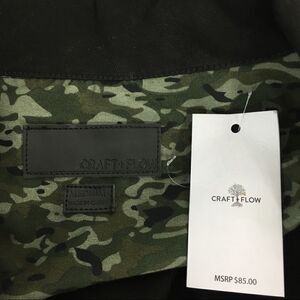 CRAFT + FLOW
CRAFT FLOW
MSRP $85.00